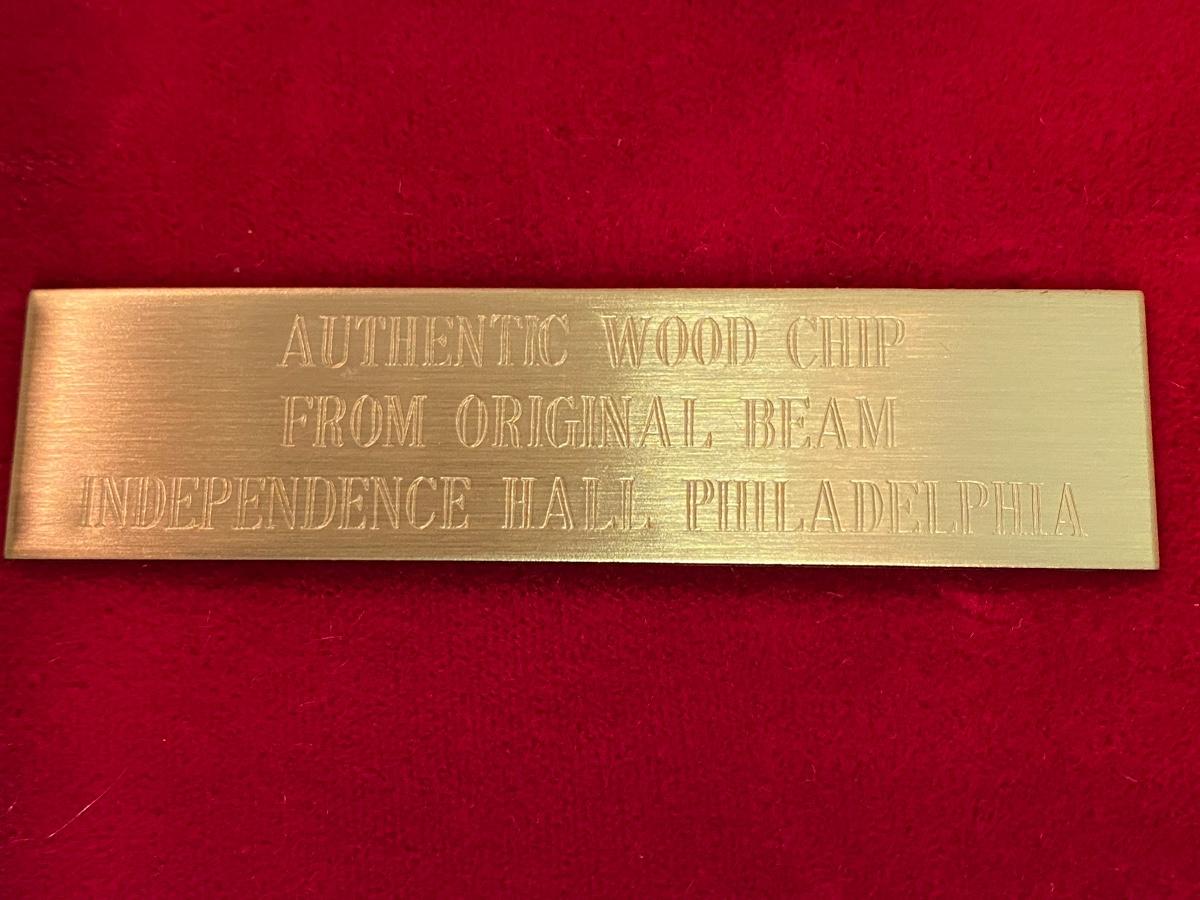 AUTHENTIC WOOD CHIP
FROM ORIGINAL BEAM
INDEPENDENCE HALL PHILADELPHIA